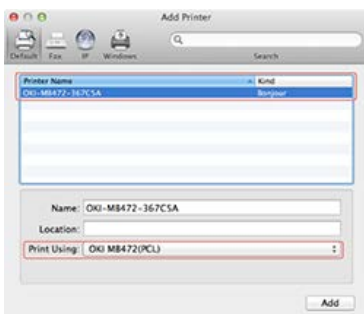 Add Printer
Default Fax IP Windows Search
Printer Name Kind
OKI-MB472-367C5A Bonjour
Name: OKI-MB472-367C5A
Location:
Print Using: OKI MB472(PCL)
Add